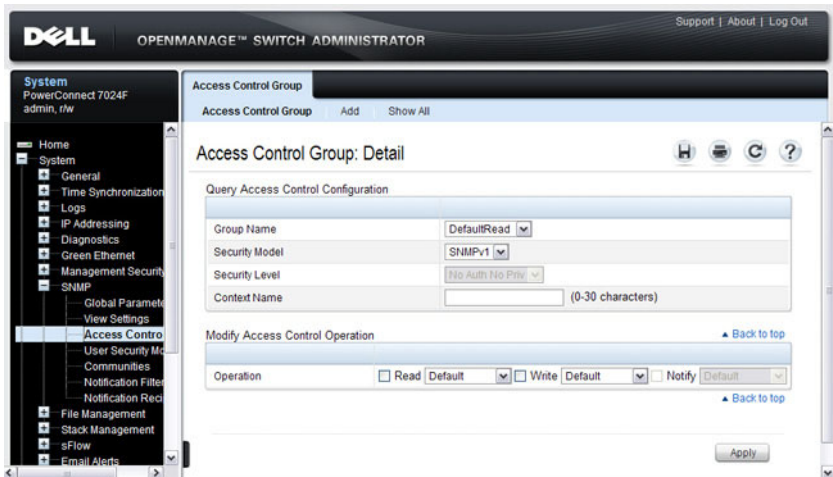 Support | About | Log Out
DELL OPENMANAGE™ SWITCH ADMINISTRATOR
System
PowerConnect 7024F
admin, r/w
Home
System
General
Time Synchronization
Logs
IP Addressing
Diagnostics
Green Ethernet
Management Security
SNMP
Global Paramete
View Settings
Access Contro
User Security Mo
Communities
Notification Filter
Notification Reci
File Management
Stack Management
sFlow
Email Alerts
Access Control Group
Access Control Group Add Show All
Access Control Group: Detail
Query Access Control Configuration
Group Name DefaultRead
Security Model SNMPv1
Security Level No Auth No Priv
Context Name (0-30 characters)
Modify Access Control Operation Back to top
Operation Read Default Write Default Notify Default
Back to top
Apply